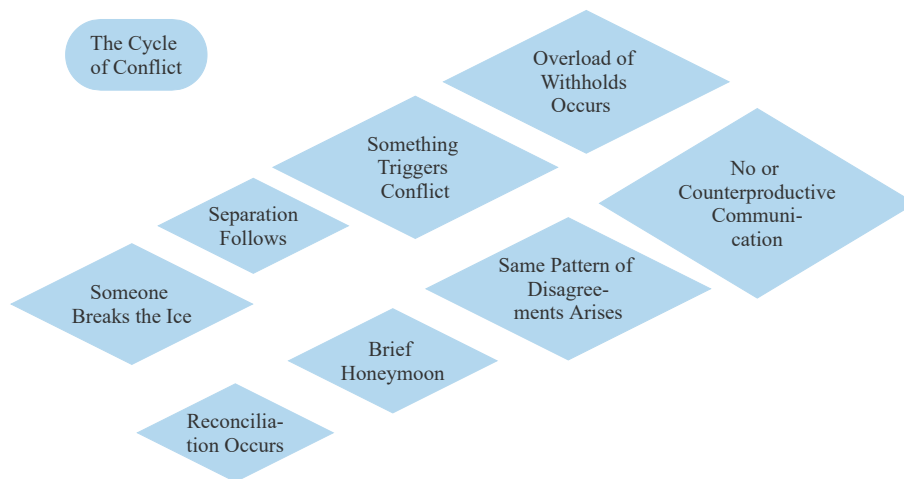 The Cycle
of Conflict
Overload of
Withholds
Occurs
Something
Triggers
Conflict
No or
Counterproductive
Communi-
cation
Separation
Follows
Same Pattern of
Disagree-
ments Arises
Someone
Breaks the Ice
Brief
Honeymoon
Reconcilia-
tion Occurs